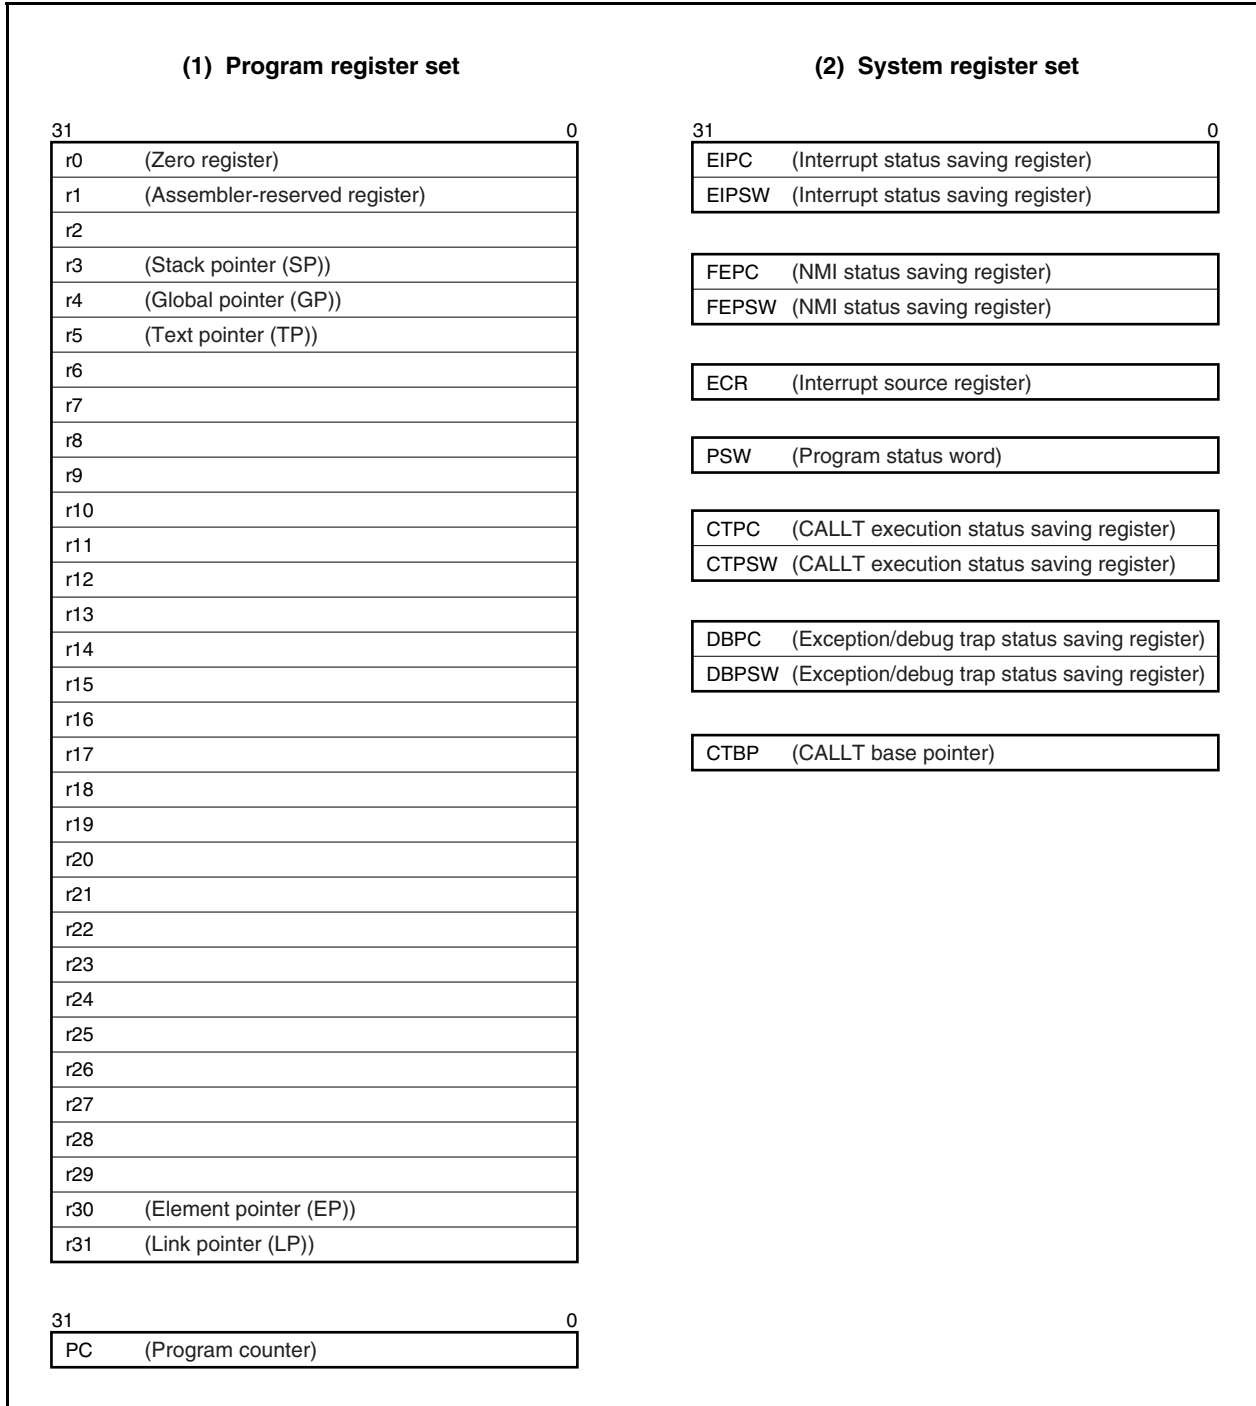 (1) Program register set
31 0
r0 (Zero register)
r1 (Assembler-reserved register)
r2
r3 (Stack pointer (SP))
r4 (Global pointer (GP))
r5 (Text pointer (TP))
r6
r7
r8
r9
r10
r11
r12
r13
r14
r15
r16
r17
r18
r19
r20
r21
r22
r23
r24
r25
r26
r27
r28
r29
r30 (Element pointer (EP))
r31 (Link pointer (LP))
31 0
PC (Program counter)
(2) System register set
31 0
EIPC (Interrupt status saving register)
EIPSW (Interrupt status saving register)
FEPC (NMI status saving register)
FEPSW (NMI status saving register)
ECR (Interrupt source register)
PSW (Program status word)
CTPC (CALLT execution status saving register)
CTPSW (CALLT execution status saving register)
DBPC (Exception/debug trap status saving register)
DBPSW (Exception/debug trap status saving register)
CTBP (CALLT base pointer)